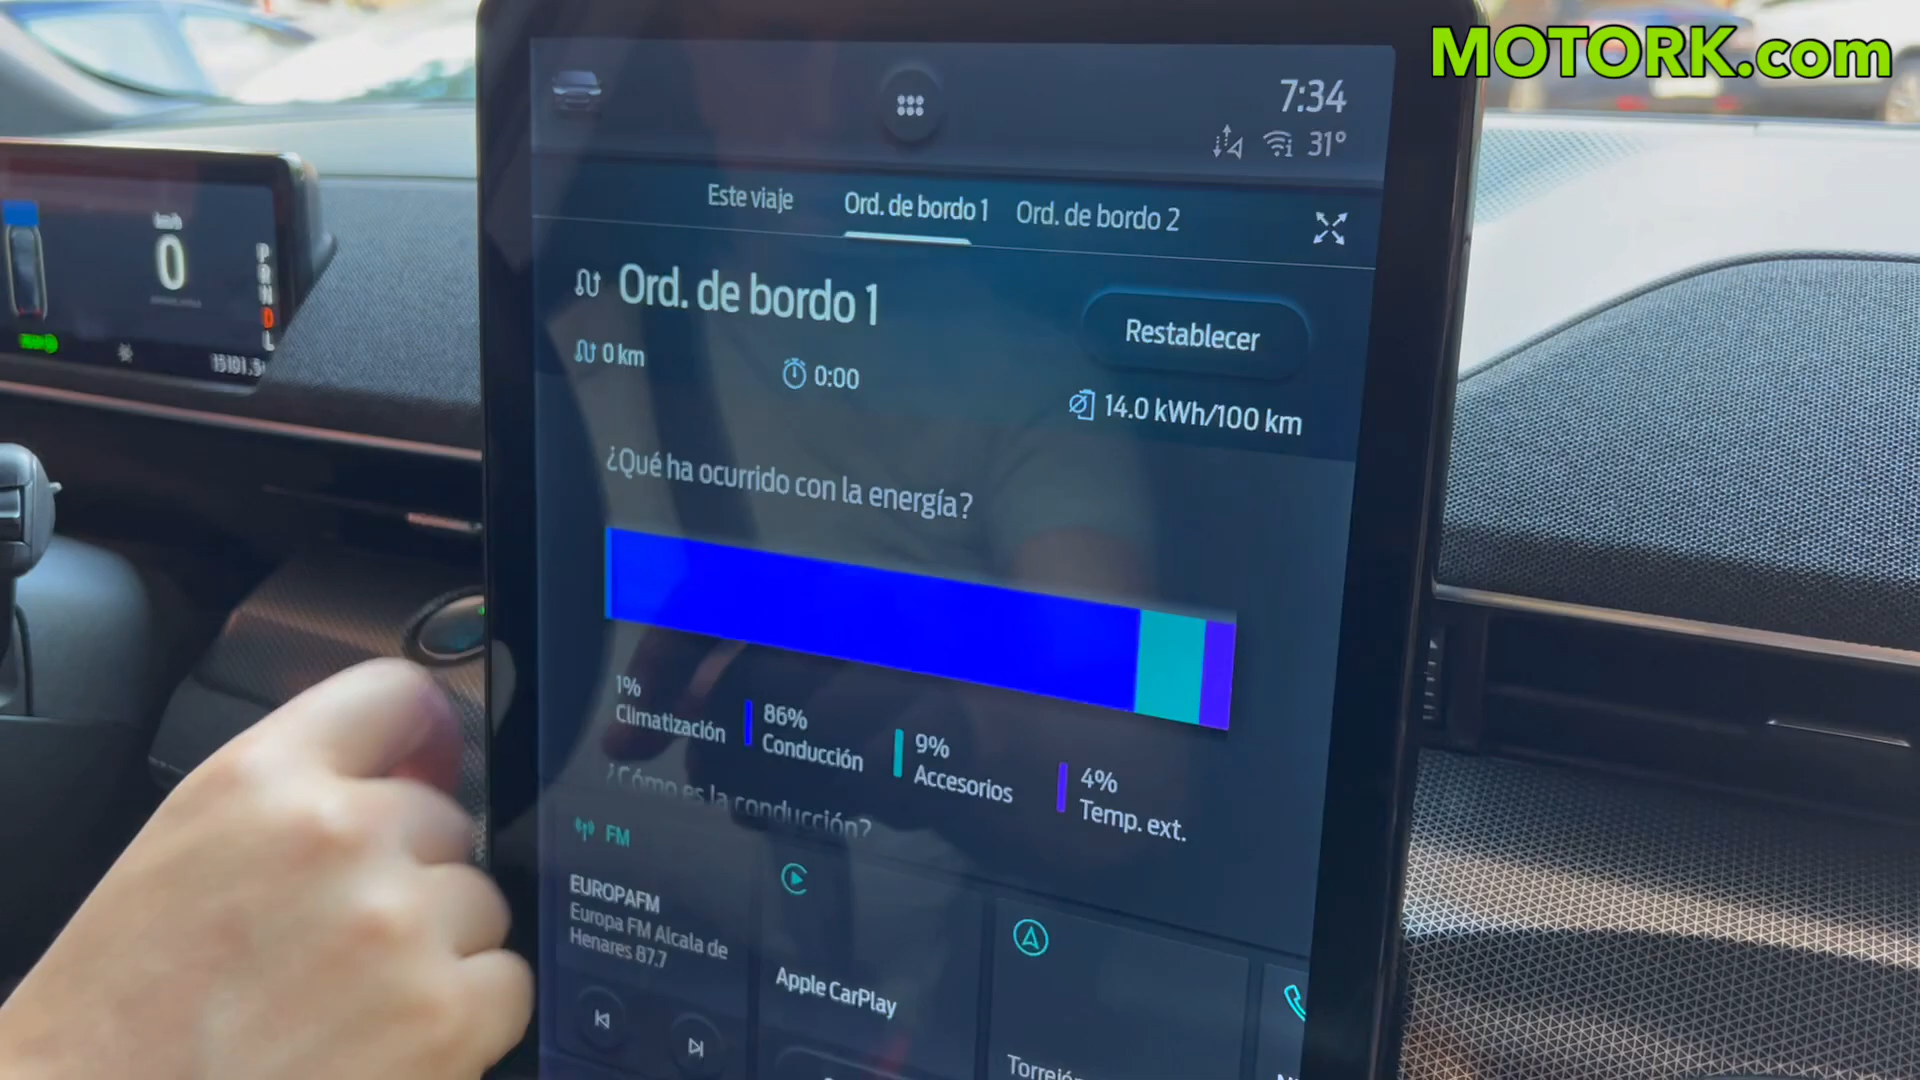 MOTORK.com
7:34
31°
Este viaje
Ord. de bordo 1
Ord. de bordo 2
Ord. de bordo 1
Restablecer
0 km
0:00
14.0 kWh/100 km
¿Qué ha ocurrido con la energía?
1%
Climatización
86%
Conducción
9%
Accesorios
4%
Temp. ext.
¿Cómo es la conducción?
FM
EUROPAFM
Europa FM Alcala de
Henares 87.7
Apple CarPlay
km/h
0
P
R
N
D
L